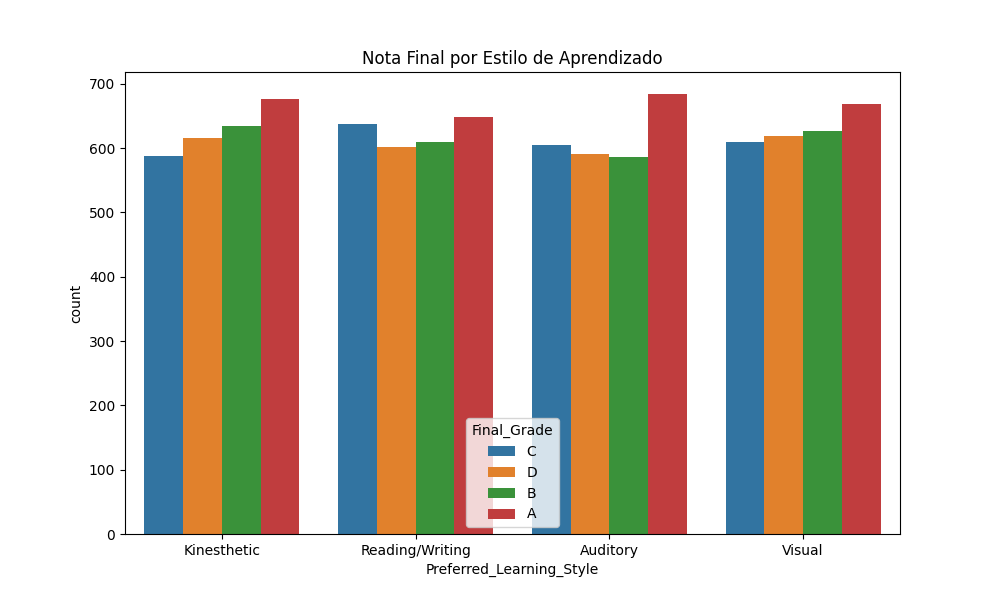 Nota Final por Estilo de Aprendizado
700
600
500
400
300
200
100
0
count
Final_Grade
C
D
B
A
Kinesthetic
Reading/Writing
Auditory
Visual
Preferred_Learning_Style